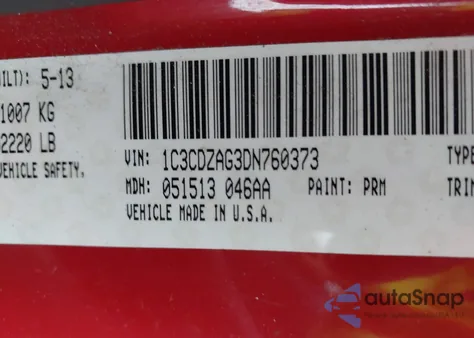 BILT): 5-13
1007 KG
2220 LB
VEHICLE SAFETY.
VIN: 1C3CDZAG3DN760373
MDH: 051513 046AA PAINT: PRM
VEHICLE MADE IN U.S.A.
TYPE
TRIM
autoSnap